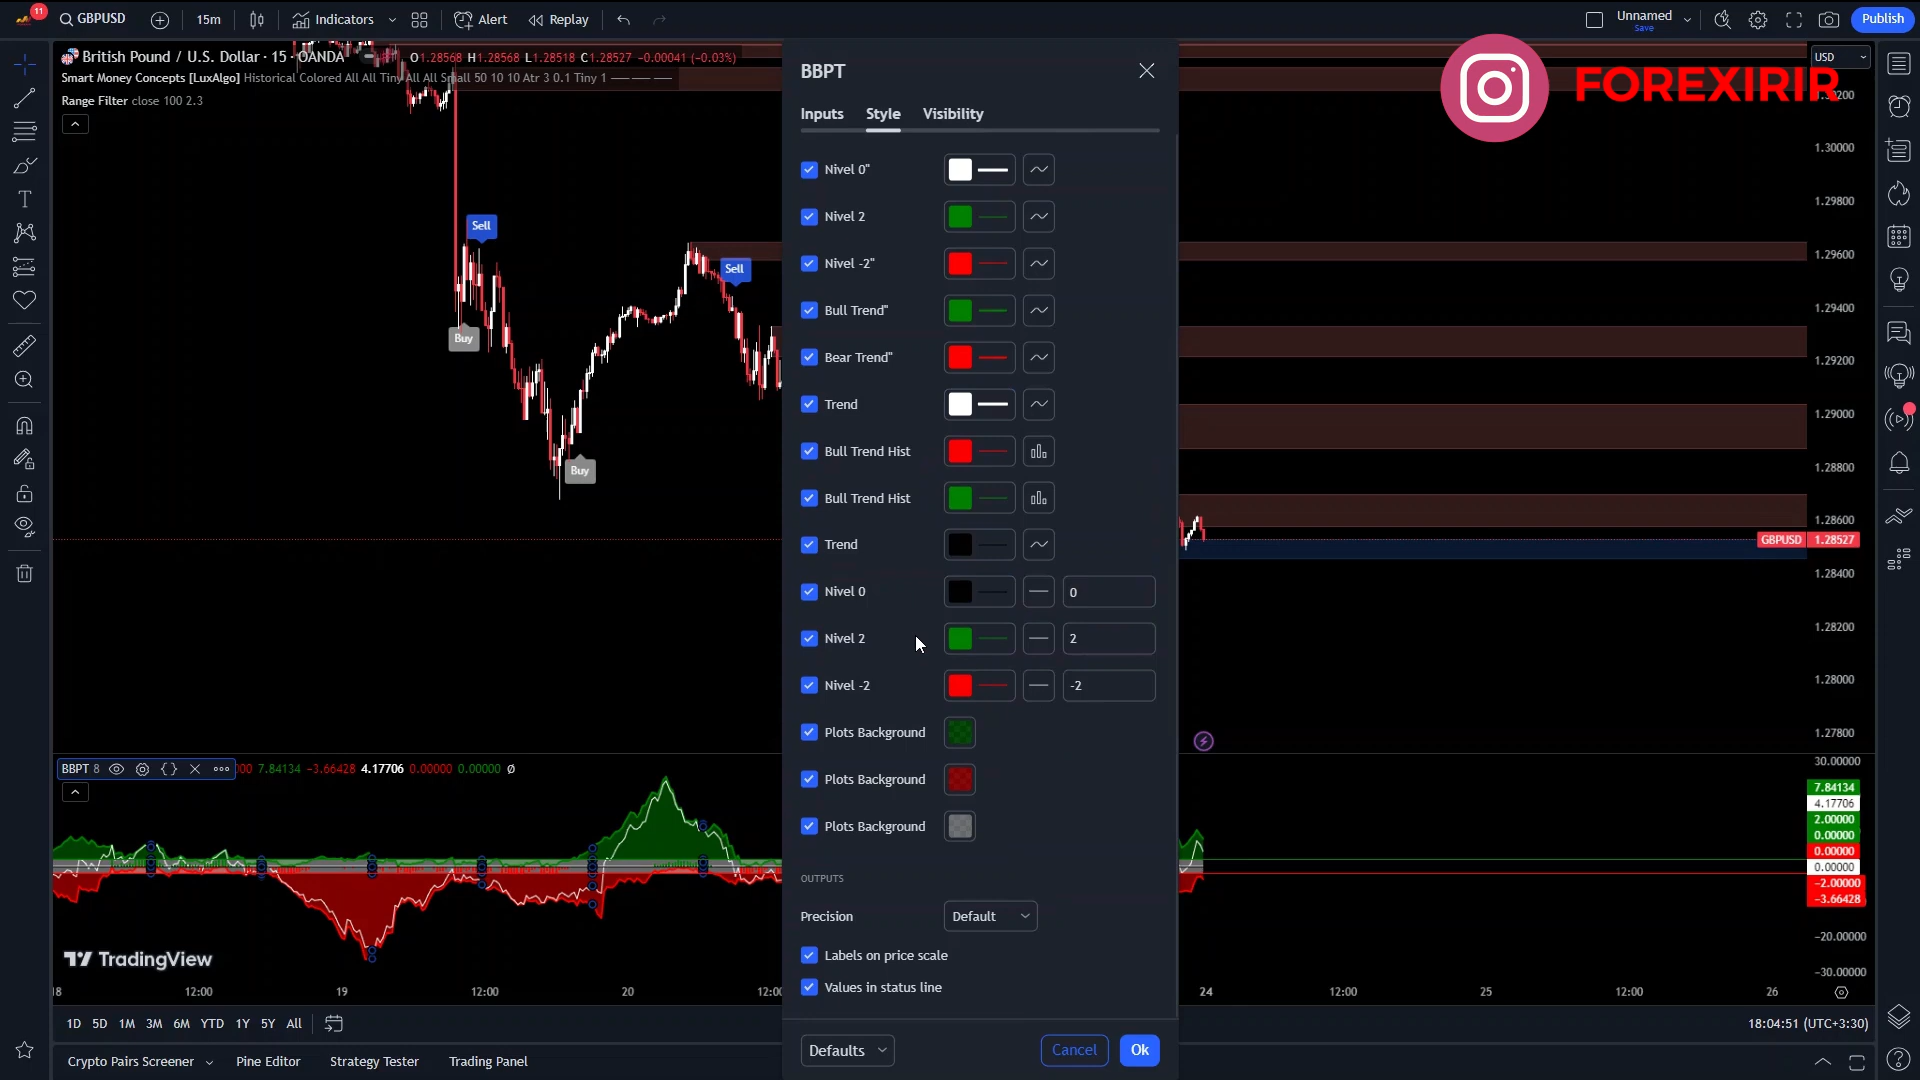 11
GBPUSD
15m
Indicators
Alert
Replay
Unnamed
Save
Publish
British Pound / U.S. Dollar · 15 · OANDA
O1.28568 H1.28568 L1.28518 C1.28527 −0.00041 (−0.03%)
Smart Money Concepts [LuxAlgo] Historical Colored All All Tiny All All Small 50 10 10 Atr 3 0.1 Tiny 1
Range Filter close 100 2.3
USD
FOREXIRIR
1.30000
1.29800
1.29600
1.29400
1.29200
1.29000
1.28800
1.28600
GBPUSD 1.28527
1.28400
1.28200
1.28000
1.27800
Sell
Sell
Buy
Buy
BBPT
Inputs
Style
Visibility
Nivel 0"
Nivel 2
Nivel -2"
Bull Trend"
Bear Trend"
Trend
Bull Trend Hist
Bull Trend Hist
Trend
Nivel 0
0
Nivel 2
2
Nivel -2
-2
Plots Background
Plots Background
Plots Background
OUTPUTS
Precision
Default
Labels on price scale
Values in status line
Defaults
Cancel
Ok
BBPT 8
7.84134 −3.66428 4.17706 0.00000 0.00000 ø
30.00000
7.84134
4.17706
2.00000
0.00000
0.00000
0.00000
−2.00000
−3.66428
−20.00000
−30.00000
TradingView
12:00
19
12:00
20
24
12:00
25
12:00
26
1D 5D 1M 3M 6M YTD 1Y 5Y All
18:04:51 (UTC+3:30)
Crypto Pairs Screener
Pine Editor
Strategy Tester
Trading Panel